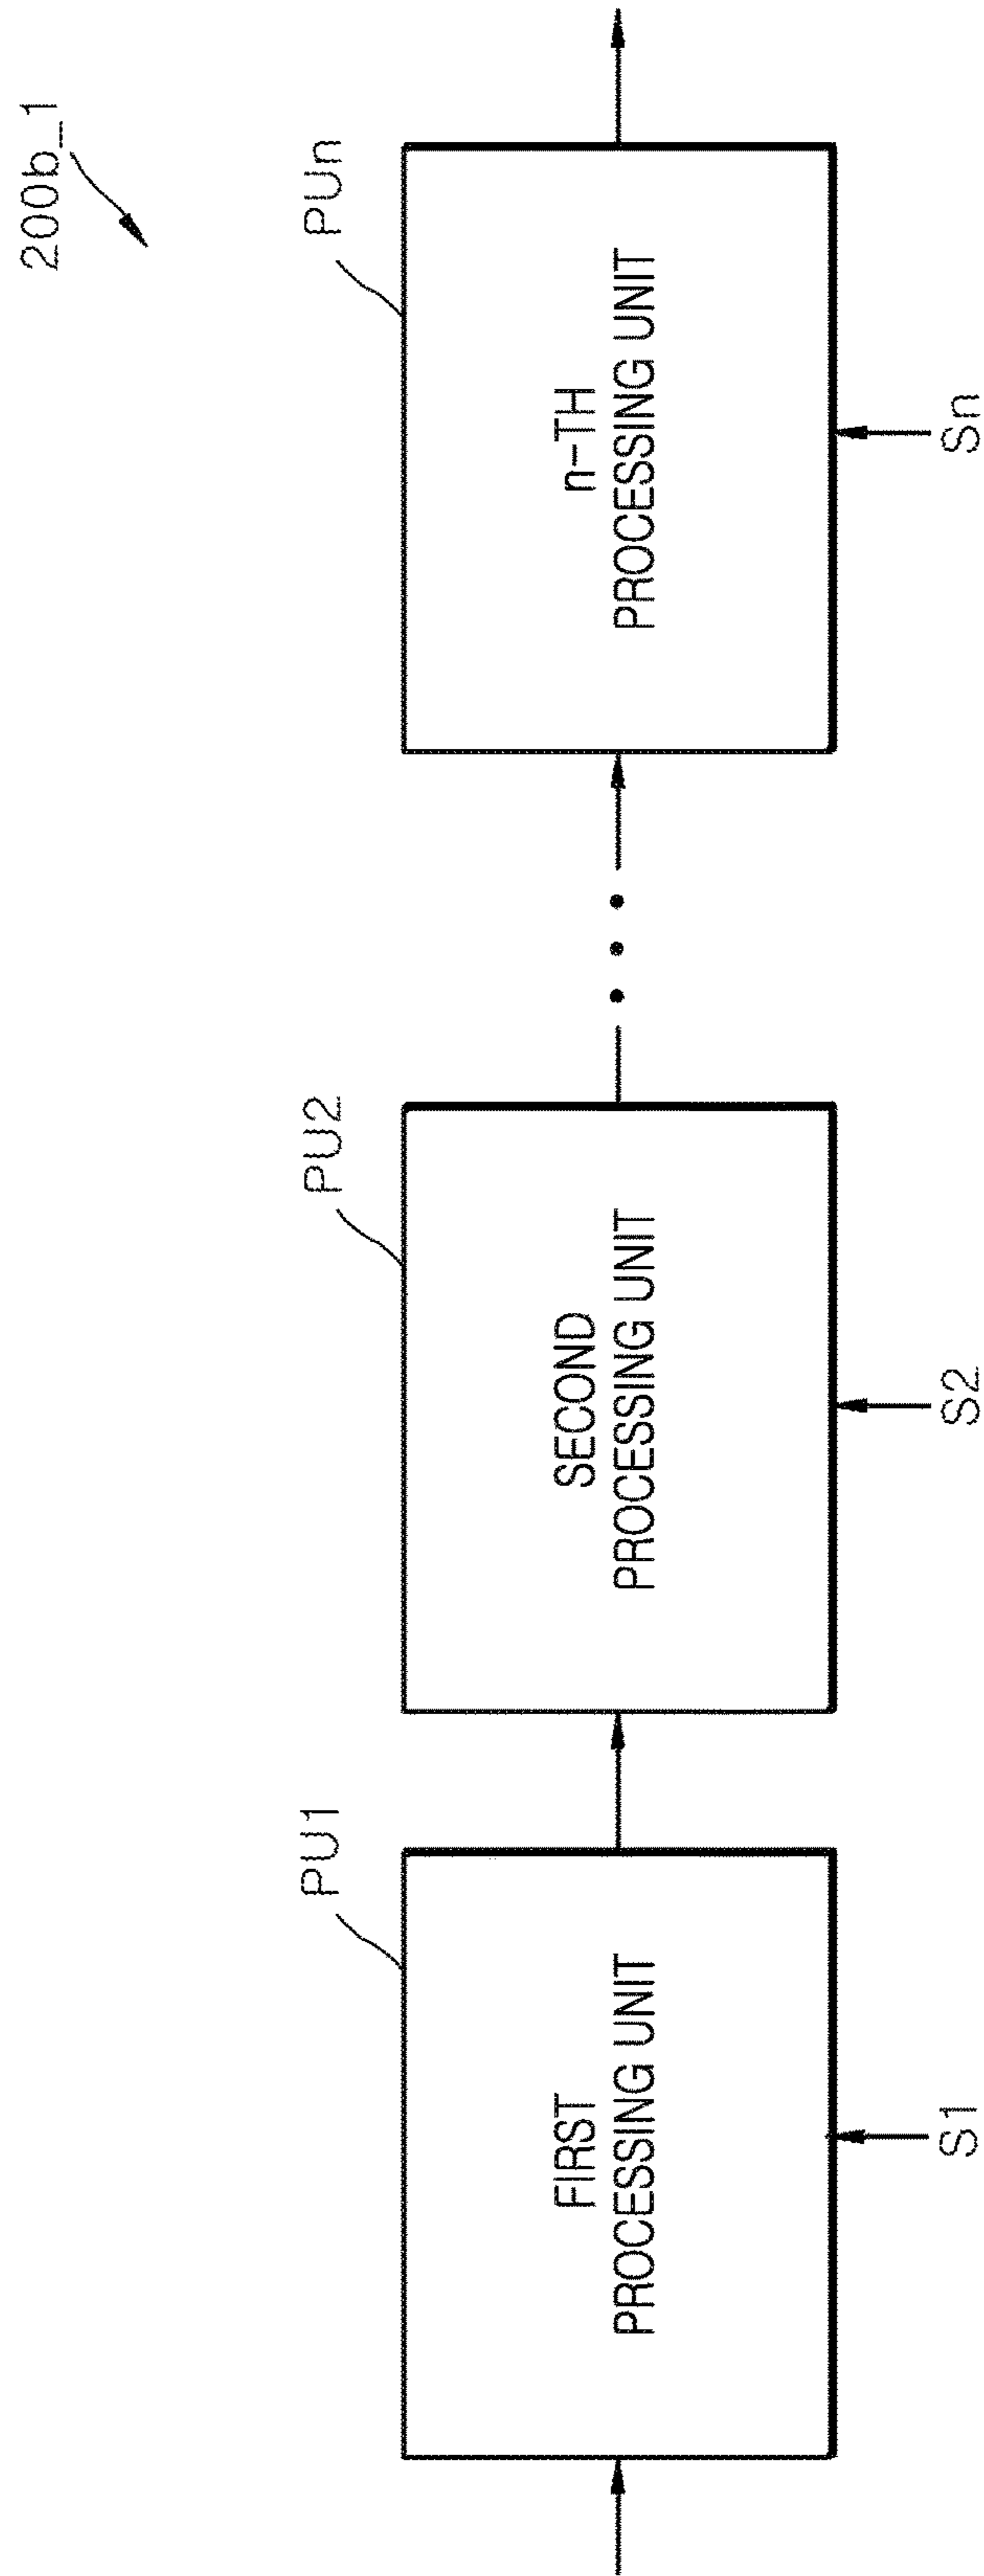 200b_1
PU1
PU2
PUn
FIRST
PROCESSING UNIT
SECOND
PROCESSING UNIT
n-TH
PROCESSING UNIT
S1
S2
Sn